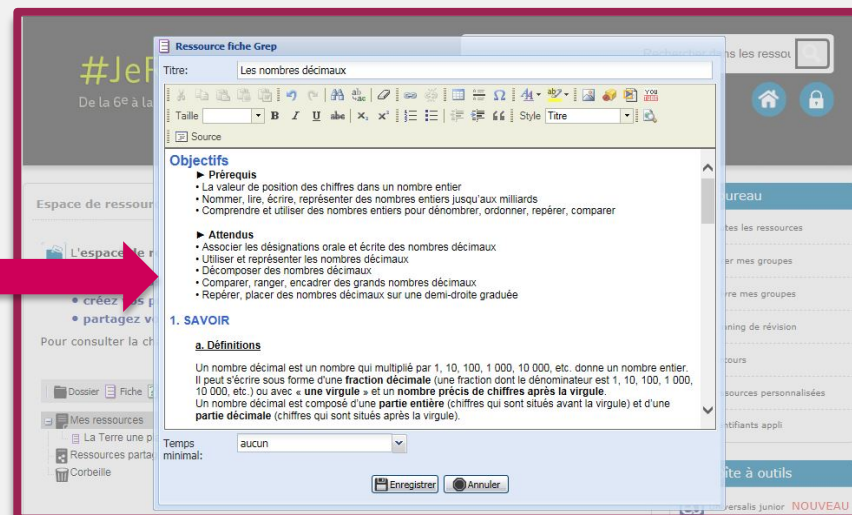 #JeR
De la 6e à la
dans les ressou
Ressource fiche Grep
Titre:
Les nombres décimaux
Taille
B I U abc X₂ X²
Style
Titre
Source
Objectifs
► Prérequis
• La valeur de position des chiffres dans un nombre entier
• Nommer, lire, écrire, représenter des nombres entiers jusqu'aux milliards
• Comprendre et utiliser des nombres entiers pour dénombrer, ordonner, repérer, comparer
► Attendus
• Associer les désignations orale et écrite des nombres décimaux
• Utiliser et représenter les nombres décimaux
• Décomposer des nombres décimaux
• Comparer, ranger, encadrer des grands nombres décimaux
• Repérer, placer des nombres décimaux sur une demi-droite graduée
1. SAVOIR
a. Définitions
Un nombre décimal est un nombre qui multiplié par 1, 10, 100, 1 000, 10 000, etc. donne un nombre entier.
Il peut s'écrire sous forme d'une fraction décimale (une fraction dont le dénominateur est 1, 10, 100, 1 000,
10 000, etc.) ou avec « une virgule » et un nombre précis de chiffres après la virgule.
Un nombre décimal est composé d'une partie entière (chiffres qui sont situés avant la virgule) et d'une
partie décimale (chiffres qui sont situés après la virgule).
Temps
minimal:
aucun
Enregistrer
Annuler
Espace de ressour
L'espace de r
• créez vos p
• partagez vo
Pour consulter la ch
Dossier
Fiche
Mes ressources
La Terre une p
Ressources partag
Corbeille
ureau
tes les ressources
er mes groupes
vre mes groupes
ning de révision
cours
sources personnalisées
ntifiants appli
îte à outils
versalis junior NOUVEAU